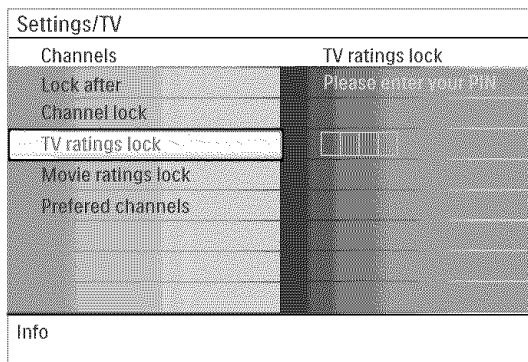 Settings/TV
Channels
Lock after
Channel lock
TV ratings lock
Movie ratings lock
Prefered channels
TV ratings lock
Please enter your PIN
Info